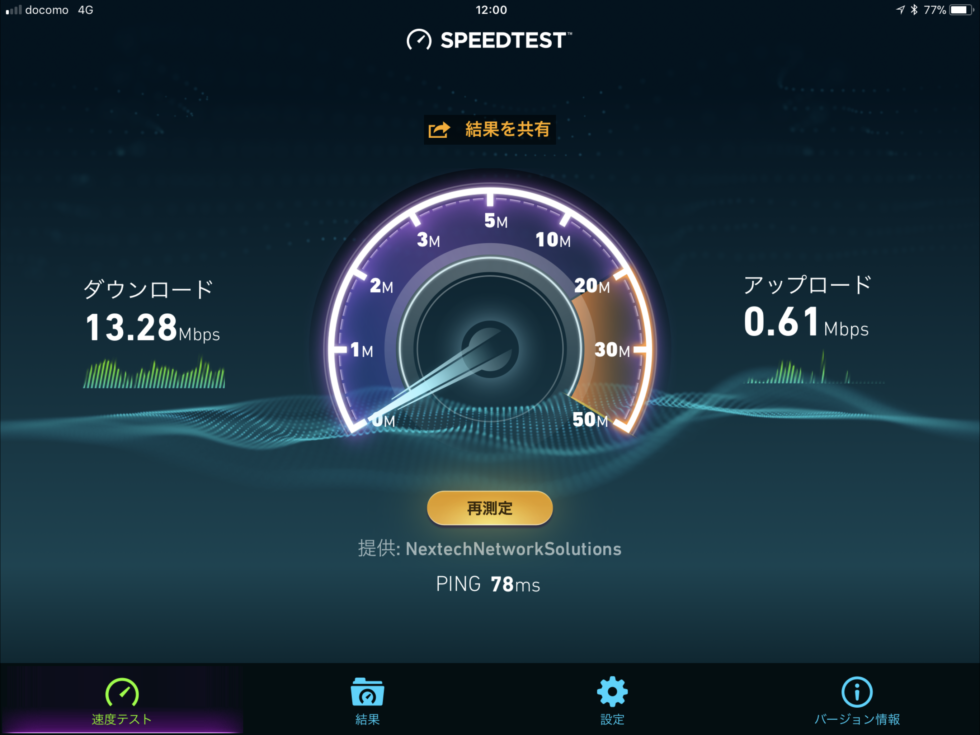 docomo 4G 12:00 77%
SPEEDTEST™
結果を共有
5M
3M 10M
2M 20M
1M 30M
0M 50M
ダウンロード
13.28Mbps
アップロード
0.61Mbps
再測定
提供: NextechNetworkSolutions
PING 78ms
速度テスト 結果 設定 バージョン情報